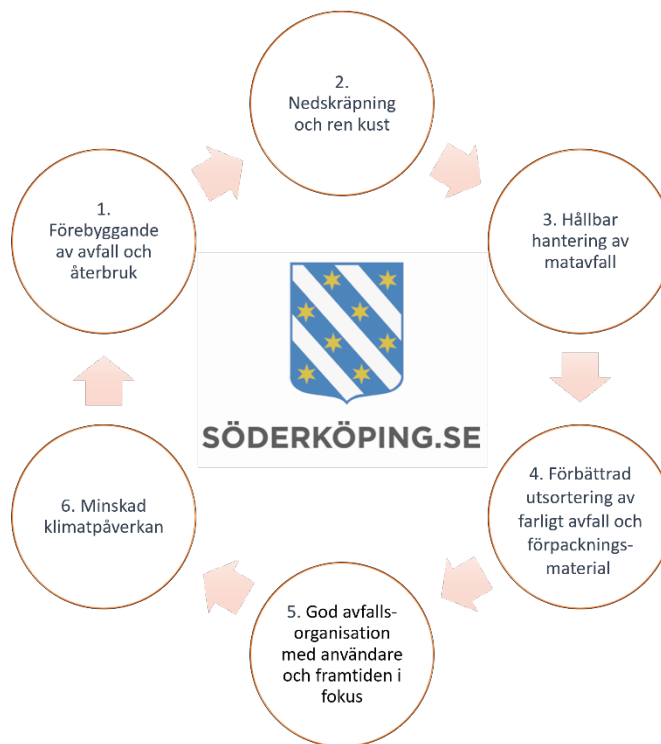 2.
Nedskräpning
och ren kust
1.
Förebyggande
av avfall och
återbruk
3. Hållbar
hantering av
matavfall
SÖDERKÖPING.SE
6. Minskad
klimatpåverkan
4. Förbättrad
utsortering av
farligt avfall och
förpacknings-
material
5. God avfalls-
organisation
med användare
och framtiden i
fokus